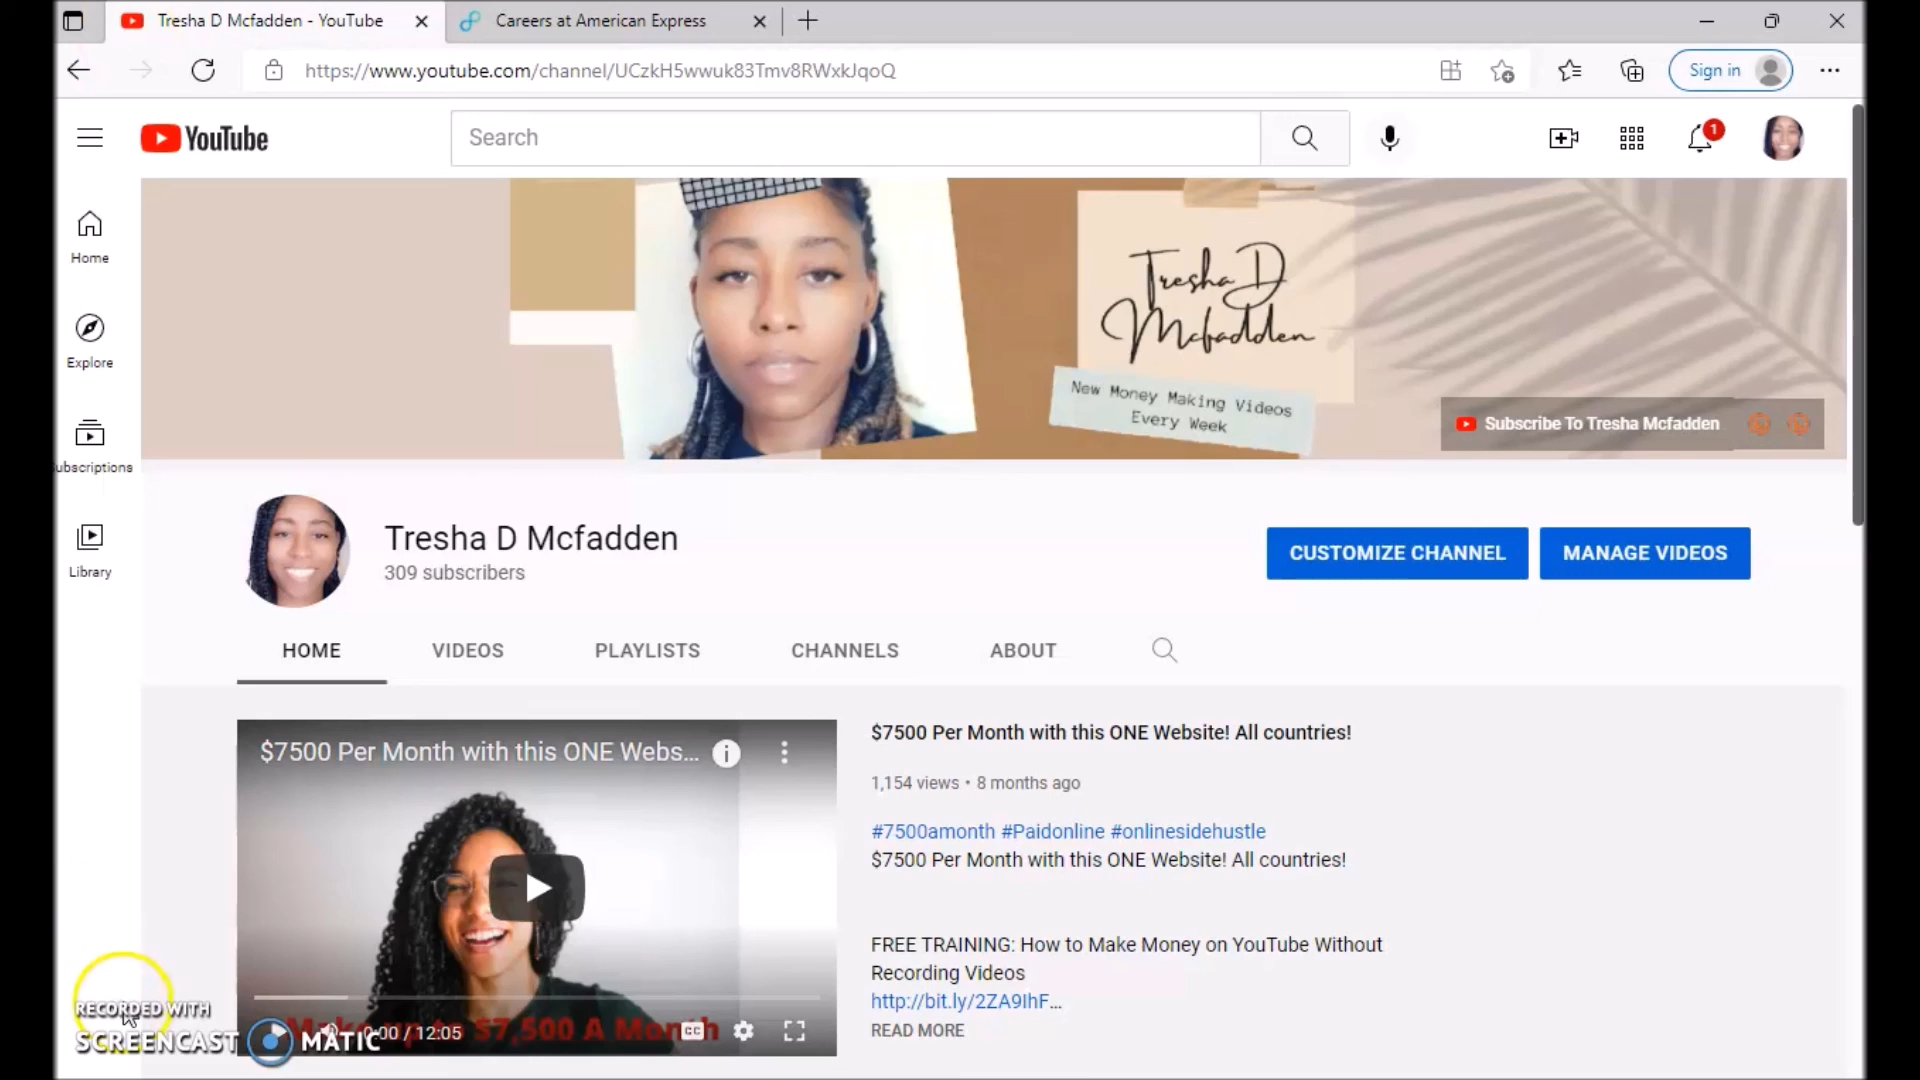 Tresha D Mcfadden - YouTube
Careers at American Express
https://www.youtube.com/channel/UCzkH5wwuk83Tmv8RWxkJqoQ
Sign in
YouTube
Search
1
Home
Explore
ubscriptions
Library
Tresha D
Mcfadden
New Money Making Videos
Every Week
Subscribe To Tresha Mcfadden
Tresha D Mcfadden
309 subscribers
CUSTOMIZE CHANNEL
MANAGE VIDEOS
HOME
VIDEOS
PLAYLISTS
CHANNELS
ABOUT
$7500 Per Month with this ONE Webs...
$7500 Per Month with this ONE Website! All countries!
1,154 views • 8 months ago
#7500amonth #Paidonline #onlinesidehustle
$7500 Per Month with this ONE Website! All countries!
FREE TRAINING: How to Make Money on YouTube Without
Recording Videos
http://bit.ly/2ZA9IhF...
READ MORE
$7,500 A Month
0:00 / 12:05
CC
RECORDED WITH
SCREENCAST MATIC